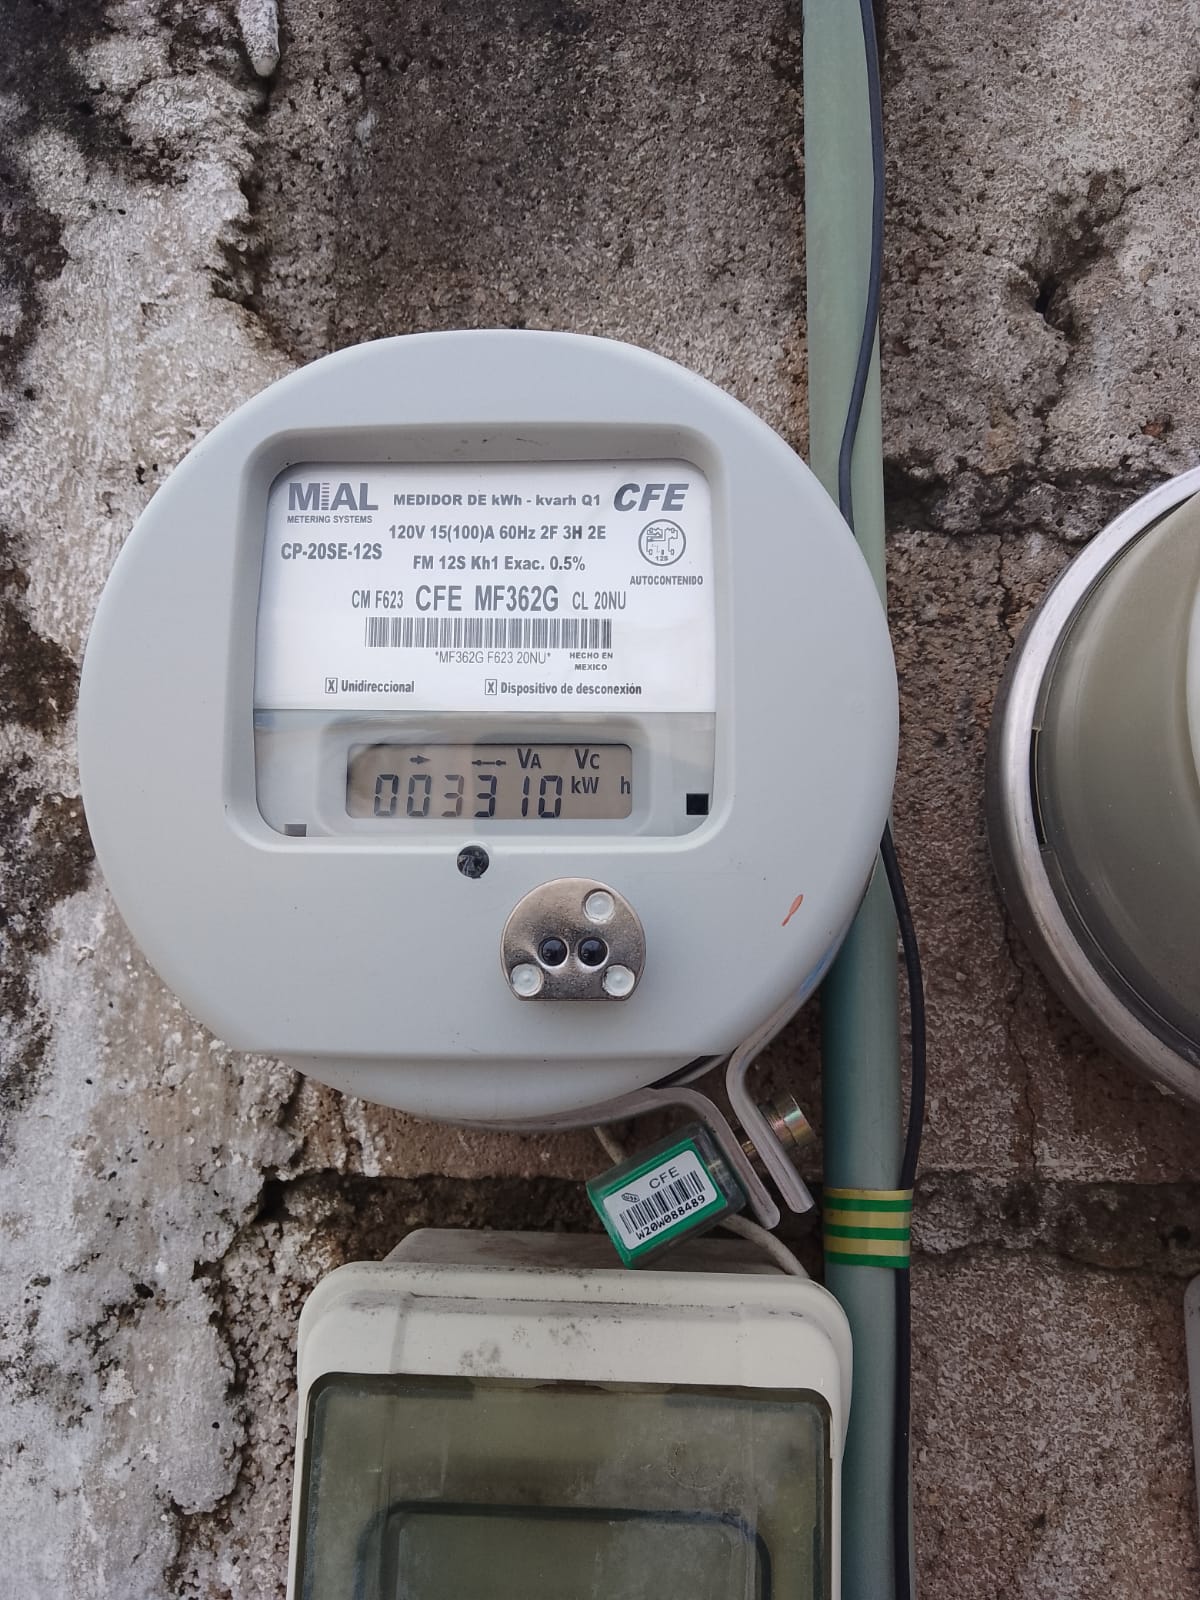 MIAL
METERING SYSTEMS
MEDIDOR DE kWh - kvarh Q1
CFE
120V 15(100)A 60Hz 2F 3H 2E
CP-20SE-12S
FM 12S Kh1 Exac. 0.5%
12S
AUTOCONTENIDO
CM F623 CFE MF362G CL 20NU
*MF362G F623 20NU*
HECHO EN
MEXICO
X Unidireccional
X Dispositivo de desconexión
VA VC
003310 kW h
CFE
W20W088489